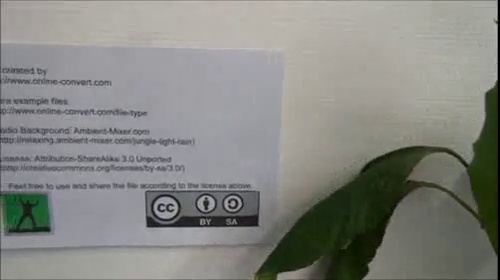 created by
://www.online-convert.com
more example files:
http://www.online-convert.com/file-type
Audio Background: Ambient-Mixer.com
http://relaxing.ambient-mixer.com/jungle-light-rain)
License: Attribution-ShareAlike 3.0 Unported
http://creativecommons.org/licenses/by-sa/3.0/)
Feel free to use and share the file according to the license above.
CC
BY SA